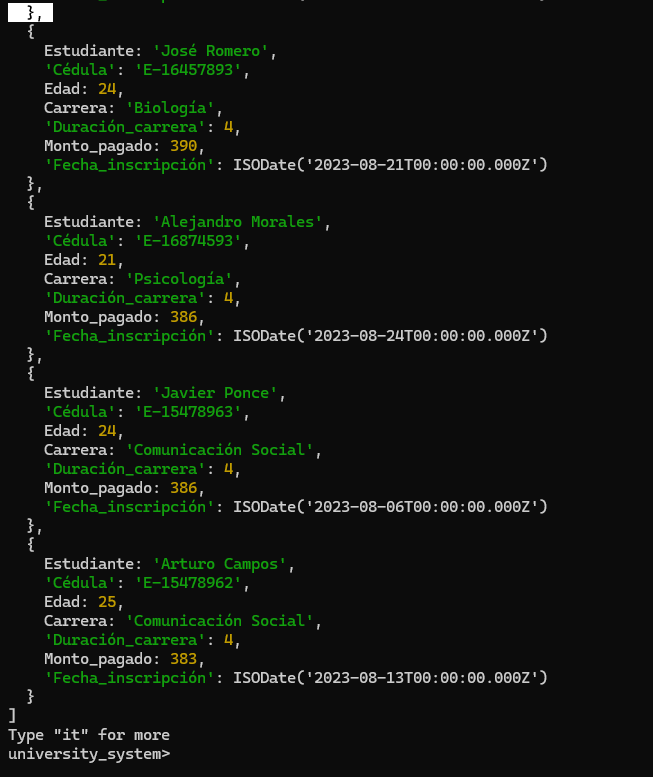 },
{
Estudiante: 'José Romero',
'Cédula': 'E-16457893',
Edad: 24,
Carrera: 'Biología',
'Duración_carrera': 4,
Monto_pagado: 390,
'Fecha_inscripción': ISODate('2023-08-21T00:00:00.000Z')
},
{
Estudiante: 'Alejandro Morales',
'Cédula': 'E-16874593',
Edad: 21,
Carrera: 'Psicología',
'Duración_carrera': 4,
Monto_pagado: 386,
'Fecha_inscripción': ISODate('2023-08-24T00:00:00.000Z')
},
{
Estudiante: 'Javier Ponce',
'Cédula': 'E-15478963',
Edad: 24,
Carrera: 'Comunicación Social',
'Duración_carrera': 4,
Monto_pagado: 386,
'Fecha_inscripción': ISODate('2023-08-06T00:00:00.000Z')
},
{
Estudiante: 'Arturo Campos',
'Cédula': 'E-15478962',
Edad: 25,
Carrera: 'Comunicación Social',
'Duración_carrera': 4,
Monto_pagado: 383,
'Fecha_inscripción': ISODate('2023-08-13T00:00:00.000Z')
}
]
Type "it" for more
university_system>